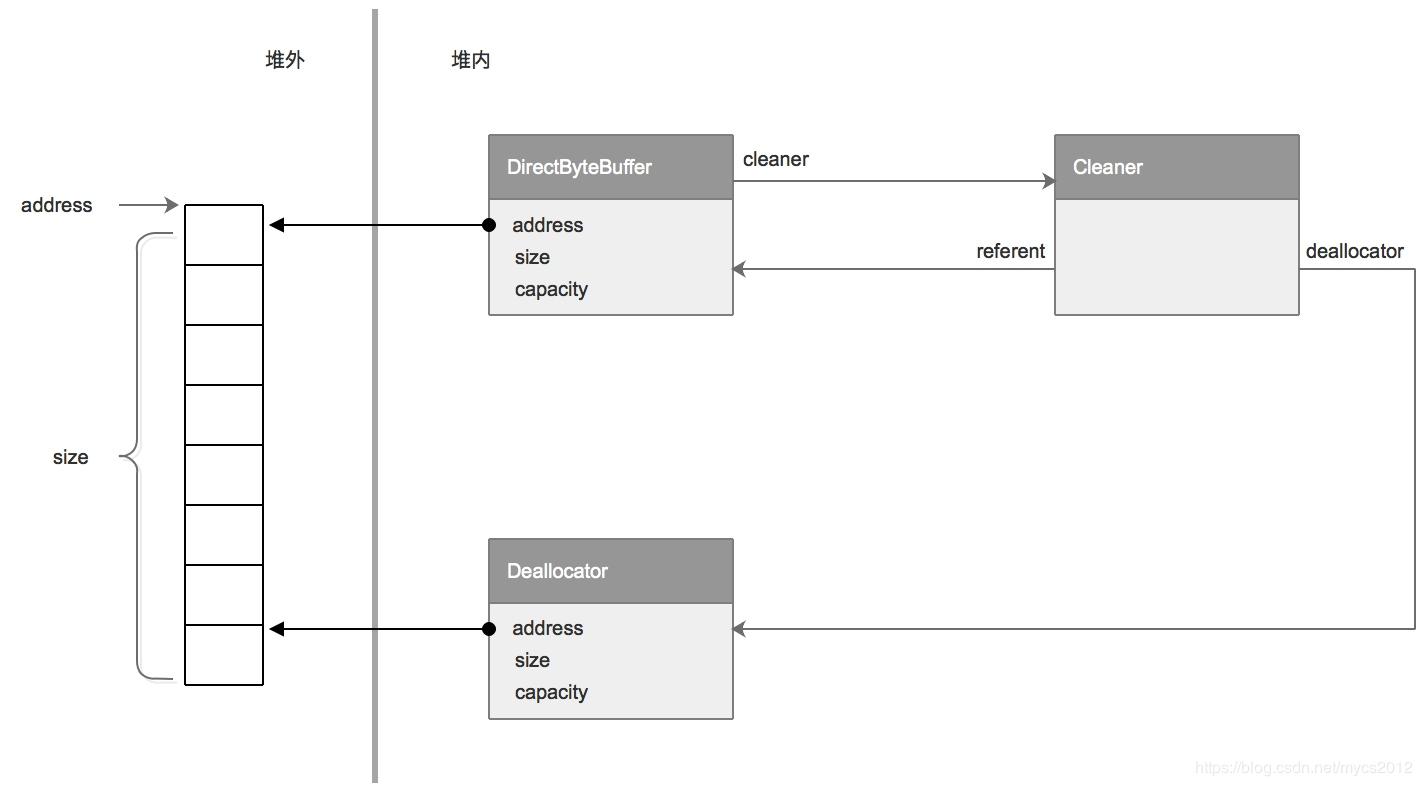 堆外
堆内
DirectByteBuffer
cleaner
Cleaner
address
address
size
capacity
referent
deallocator
size
Deallocator
address
size
capacity
https://blog.csdn.net/mycs2012